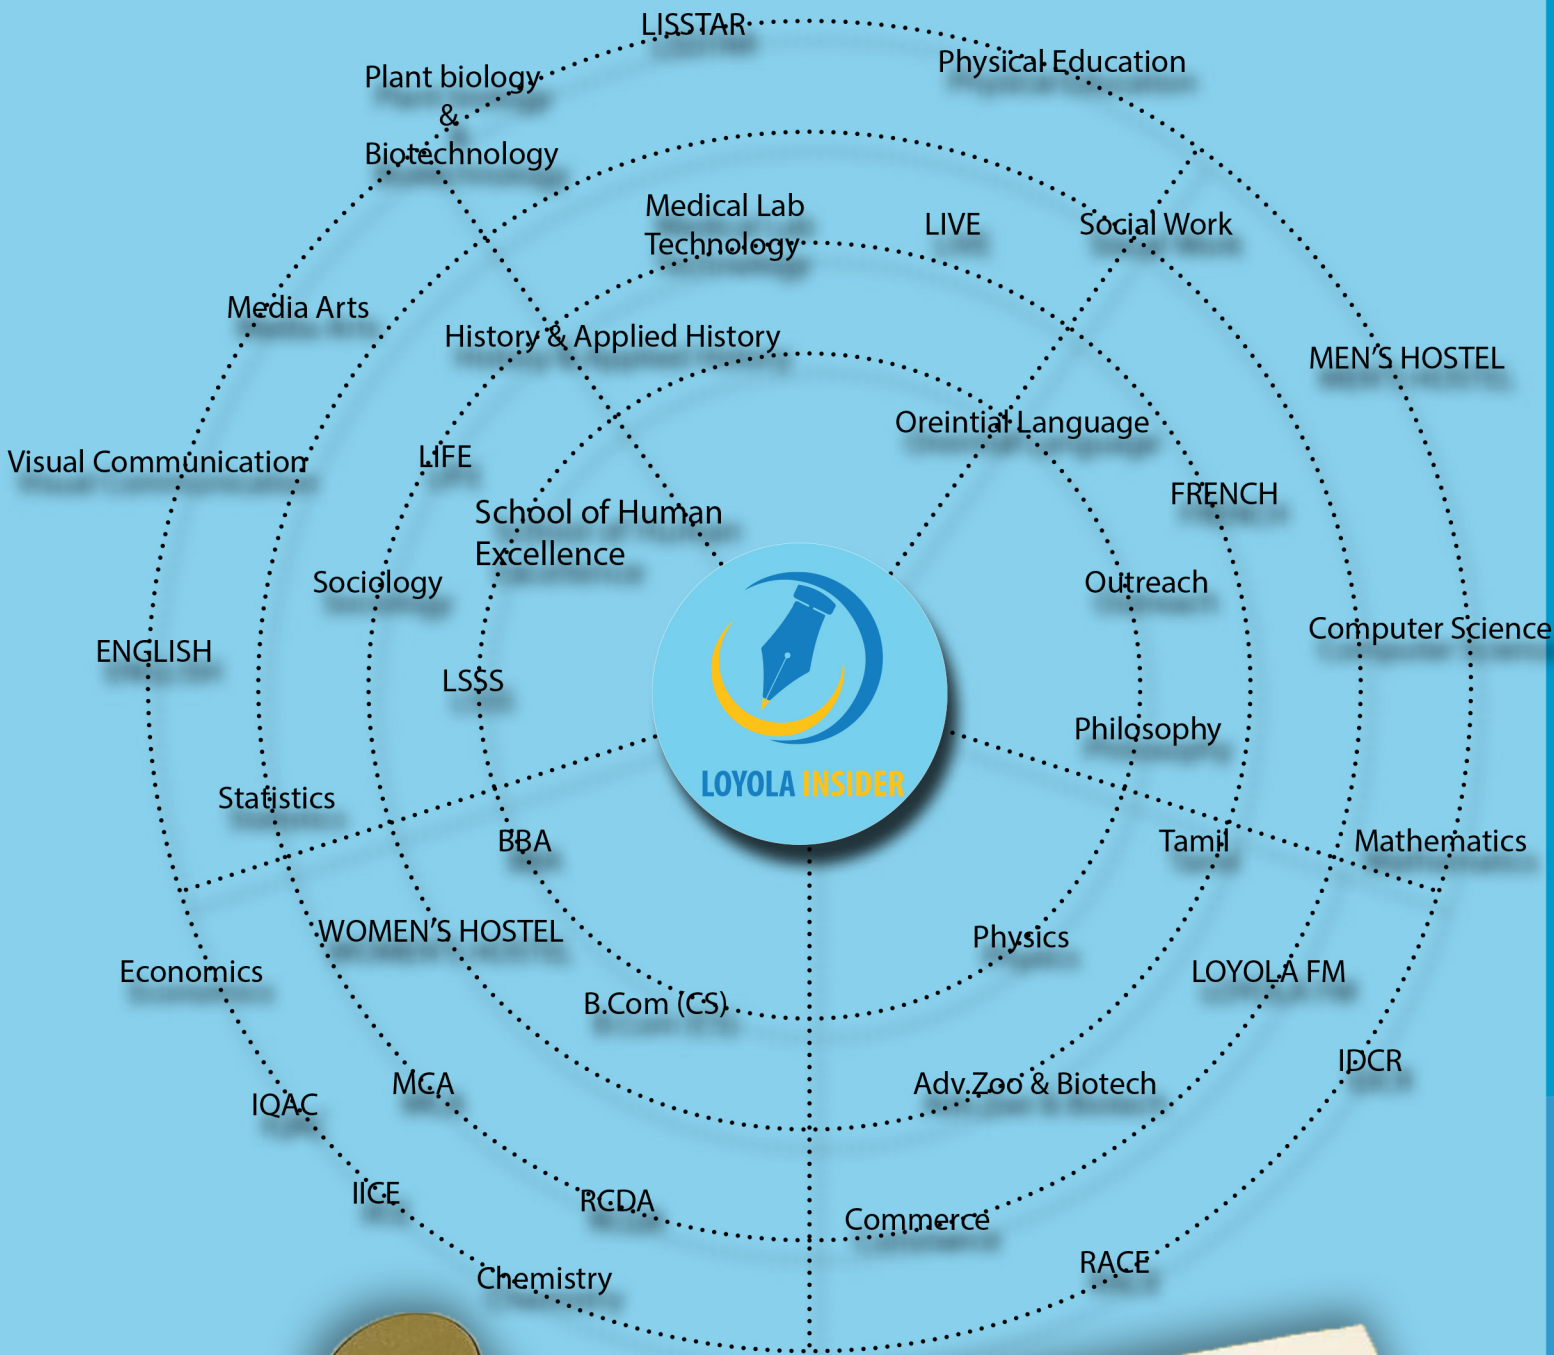 LISSTAR
Physical Education
Plant biology
&
Biotechnology
Medical Lab
Technology
LIVE
Social Work
Media Arts
History & Applied History
MEN'S HOSTEL
Oreintial Language
Visual Communication
LIFE
FRENCH
School of Human
Excellence
Sociology
Outreach
Computer Science
ENGLISH
LSSS
Philosophy
LOYOLA INSIDER
Statistics
BBA
Tamil
Mathematics
WOMEN'S HOSTEL
Physics
Economics
LOYOLA FM
B.Com (CS)
IDCR
MCA
Adv.Zoo & Biotech
IQAC
IICE
RCDA
Commerce
RACE
Chemistry